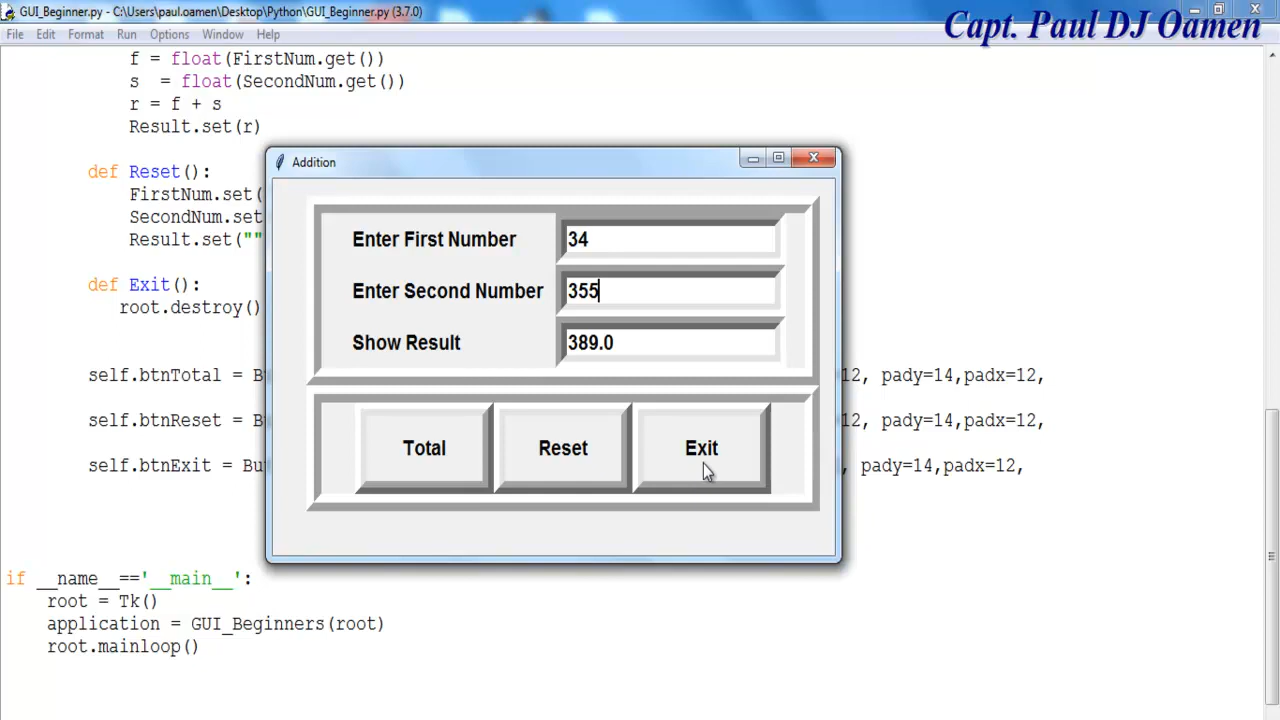 GUI_Beginner.py - C:\Users\paul.oamen\Desktop\Python\GUI_Beginner.py (3.7.0)
File Edit Format Run Options Window Help
Capt. Paul DJ Oamen
f = float(FirstNum.get())
s = float(SecondNum.get())
r = f + s
Result.set(r)
def Reset():
FirstNum.set(
SecondNum.set
Result.set(""
def Exit():
root.destroy()
self.btnTotal = B
12, pady=14,padx=12,
self.btnReset = B
12, pady=14,padx=12,
self.btnExit = Bu
, pady=14,padx=12,
if __name__=='__main__':
root = Tk()
application = GUI_Beginners(root)
root.mainloop()
Addition
Enter First Number 34
Enter Second Number 355
Show Result 389.0
Total Reset Exit